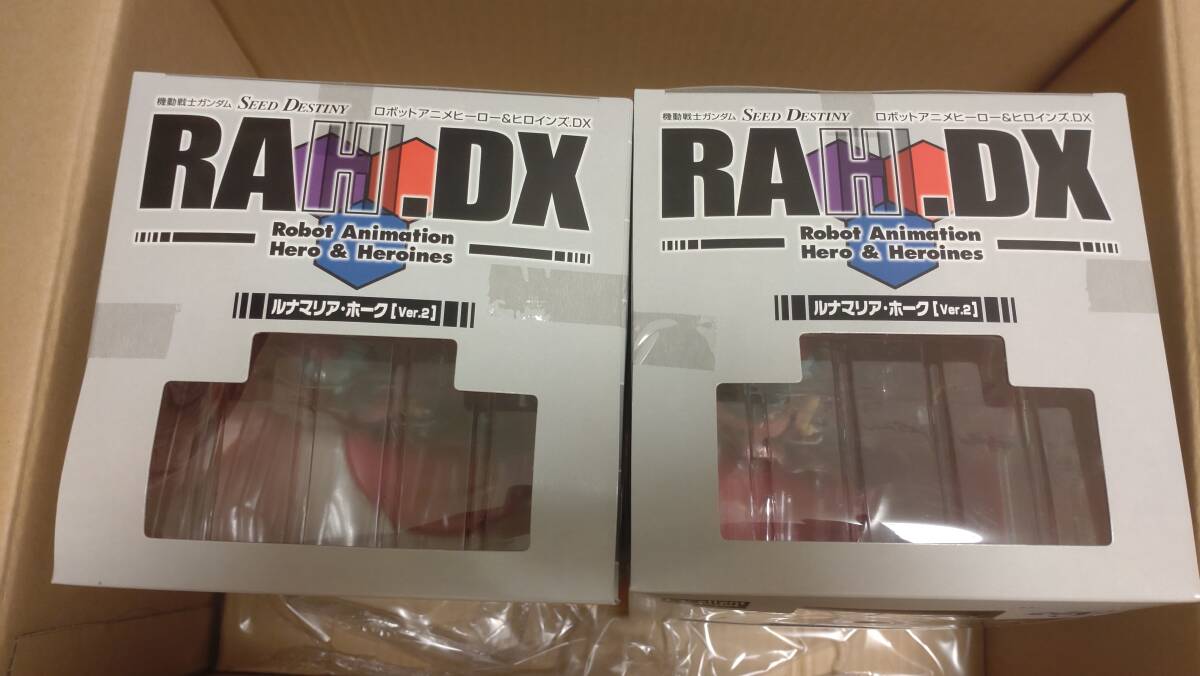 機動戦士ガンダム SEED DESTINY ロボットアニメヒーロー&ヒロインズ.DX
RAH.DX
Robot Animation
Hero & Heroines
ルナマリア・ホーク[Ver.2]
機動戦士ガンダム SEED DESTINY ロボットアニメヒーロー&ヒロインズ.DX
RAH.DX
Robot Animation
Hero & Heroines
ルナマリア・ホーク[Ver.2]